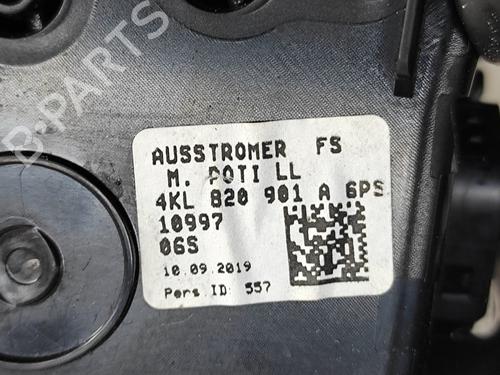 B-PARTS
AUSSTROMER FS
M. POTI LL
4KL 820 901 A 6PS
10997
06S
10.09.2019
Pers ID: 557